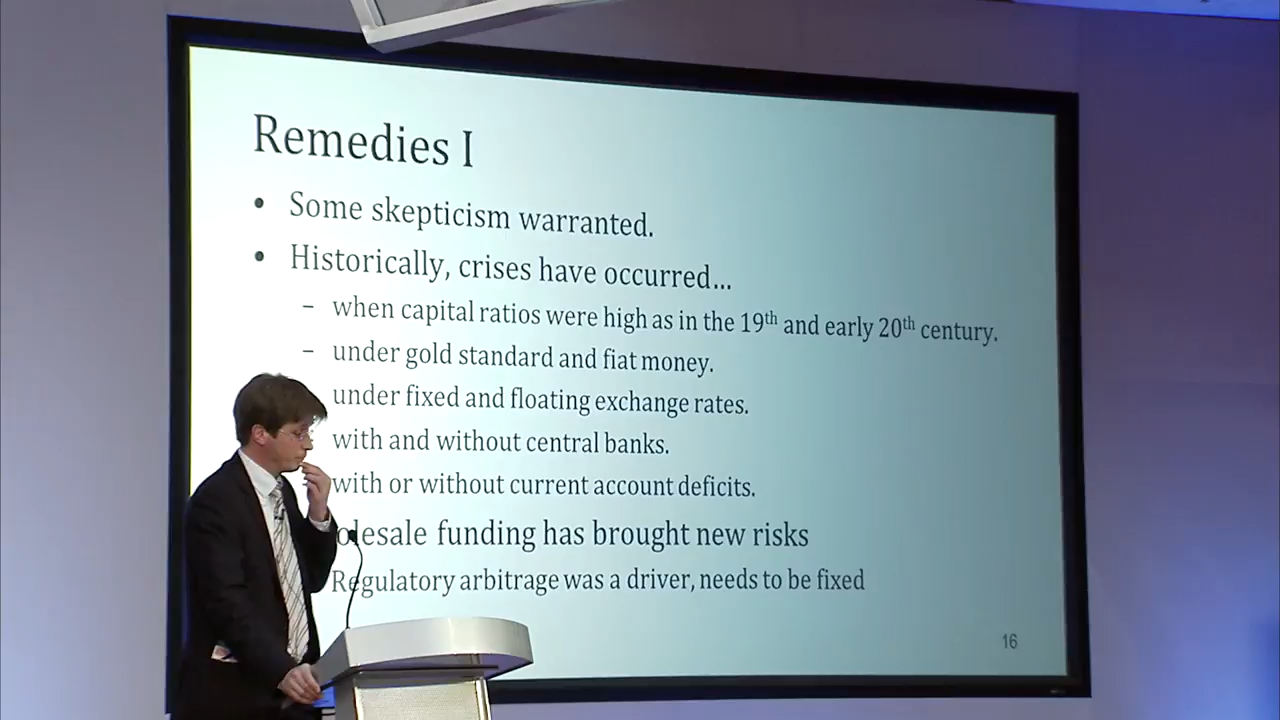 Remedies I
• Some skepticism warranted.
• Historically, crises have occurred...
– when capital ratios were high as in the 19th and early 20th century.
– under gold standard and fiat money.
under fixed and floating exchange rates.
with and without central banks.
with or without current account deficits.
olesale funding has brought new risks
Regulatory arbitrage was a driver, needs to be fixed
16